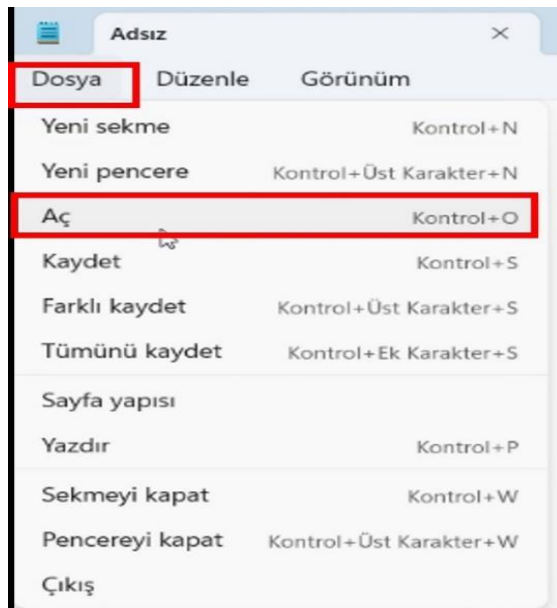 Adsız
Dosya Düzenle Görünüm
Yeni sekme Kontrol+N
Yeni pencere Kontrol+Üst Karakter+N
Aç Kontrol+O
Kaydet Kontrol+S
Farklı kaydet Kontrol+Üst Karakter+S
Tümünü kaydet Kontrol+Ek Karakter+S
Sayfa yapısı
Yazdır Kontrol+P
Sekmeyi kapat Kontrol+W
Pencereyi kapat Kontrol+Üst Karakter+W
Çıkış